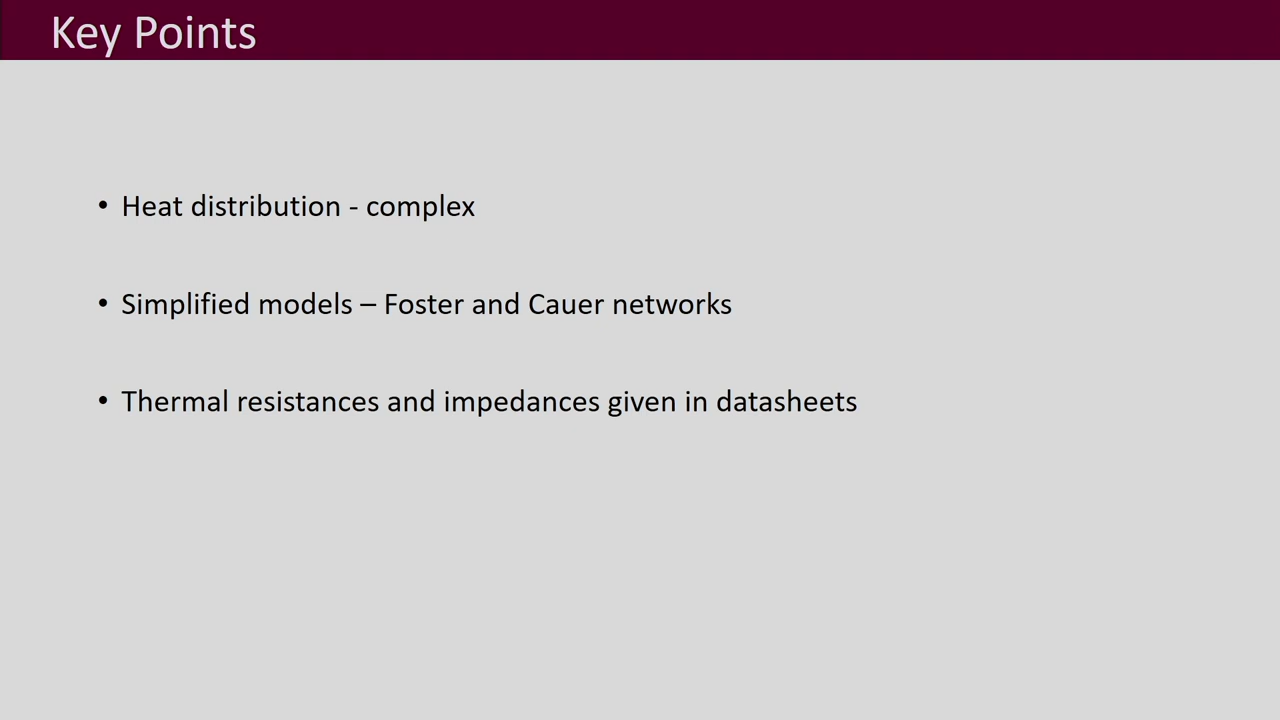 Key Points
• Heat distribution - complex
• Simplified models – Foster and Cauer networks
• Thermal resistances and impedances given in datasheets